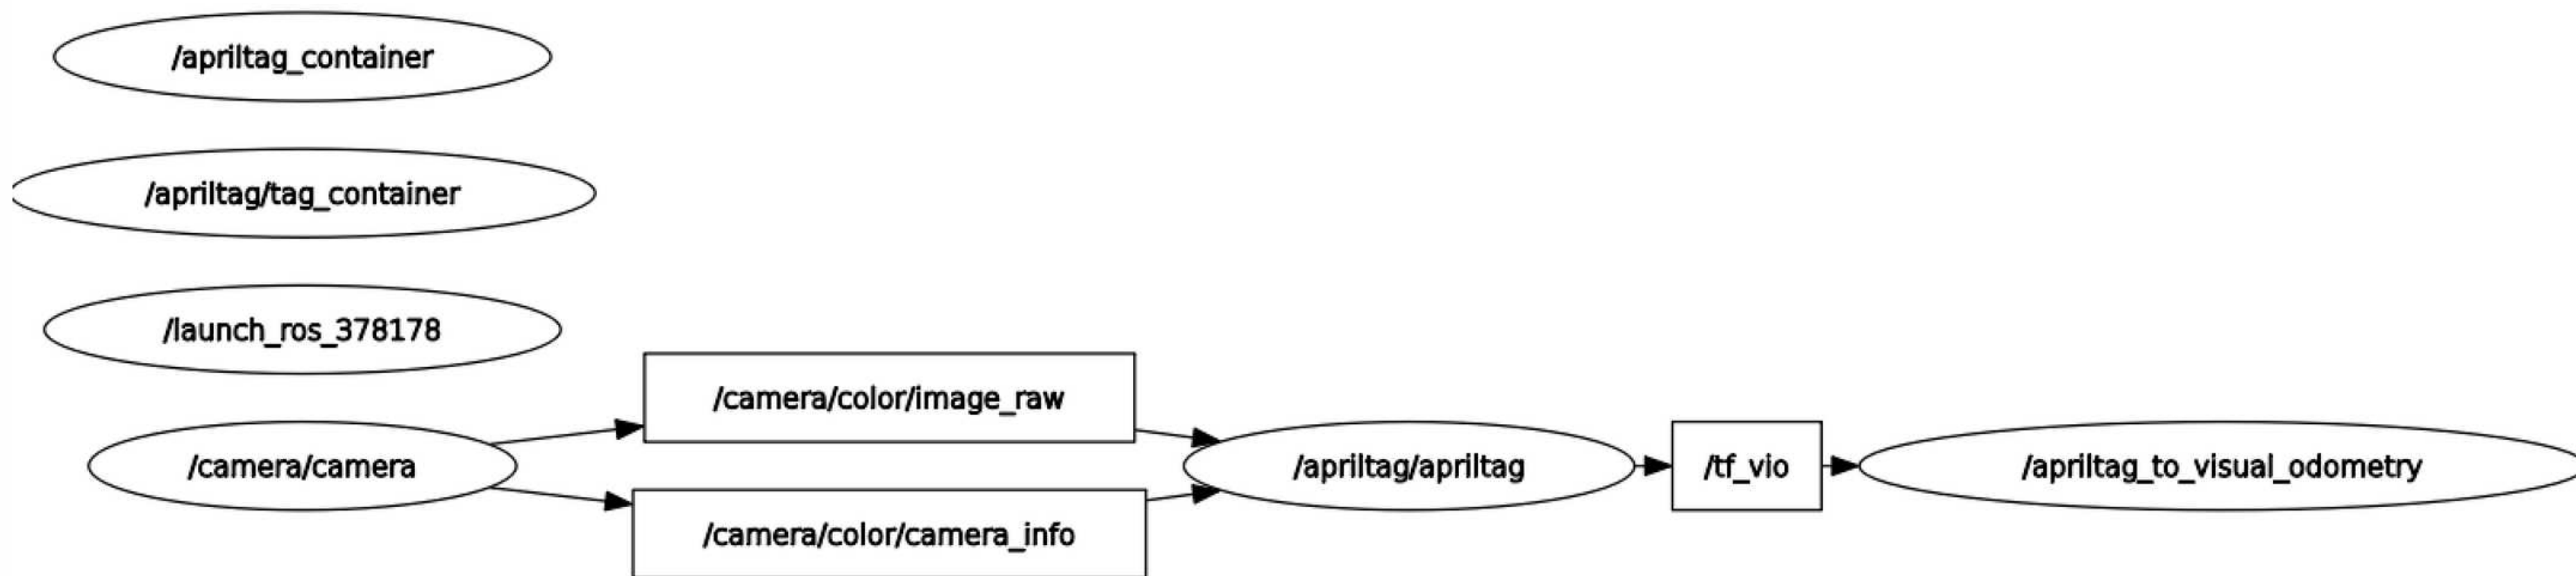 /apriltag_container
/apriltag/tag_container
/launch_ros_378178
/camera/color/image_raw
/camera/camera
/apriltag/apriltag
/tf_vio
/apriltag_to_visual_odometry
/camera/color/camera_info